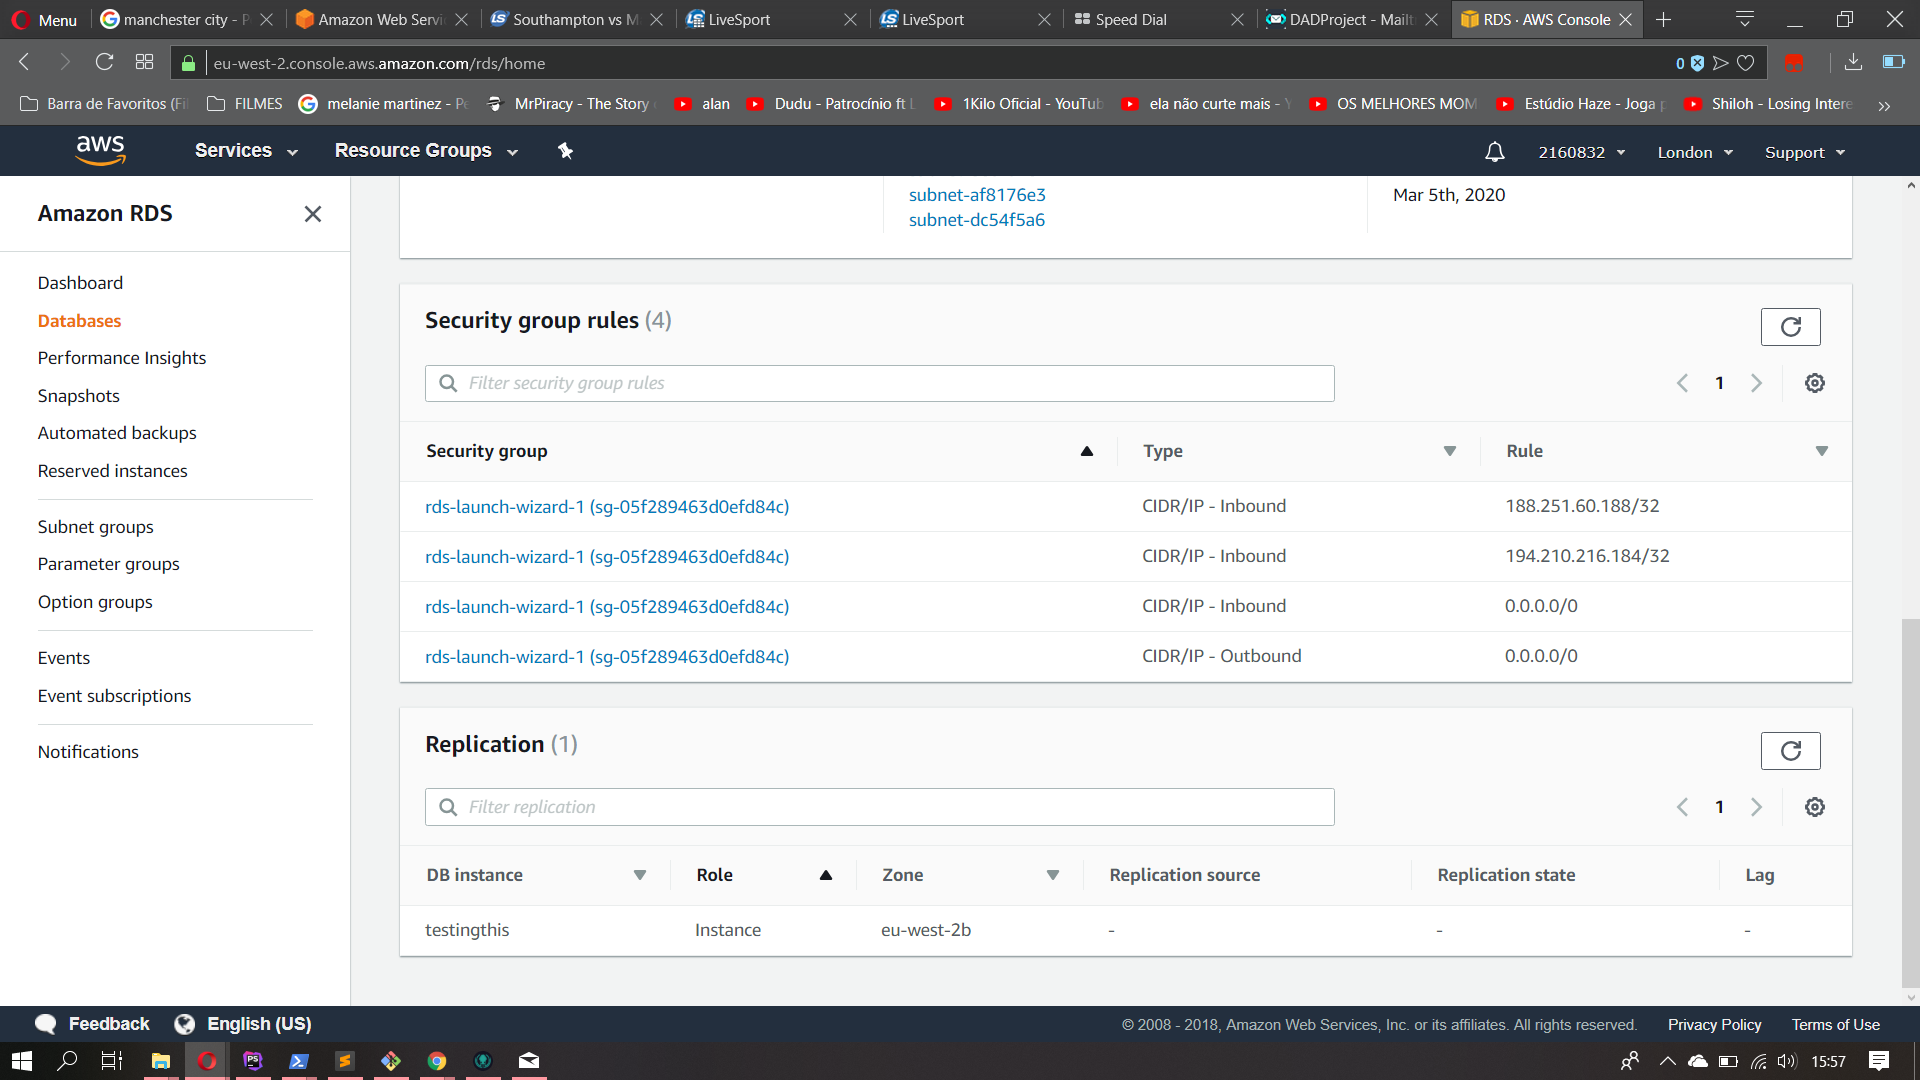 Menu
manchester city - P
Amazon Web Servi
Southampton vs M
LiveSport
LiveSport
Speed Dial
DADProject - Mailt
RDS · AWS Console
eu-west-2.console.aws.amazon.com/rds/home
0
Barra de Favoritos (Fi
FILMES
melanie martinez - Pe
MrPiracy - The Story
alan
Dudu - Patrocínio ft L
1Kilo Oficial - YouTub
ela não curte mais - Y
OS MELHORES MOM
Estúdio Haze - Joga p
Shiloh - Losing Intere
aws
Services
Resource Groups
2160832
London
Support
Amazon RDS
Dashboard
Databases
Performance Insights
Snapshots
Automated backups
Reserved instances
Subnet groups
Parameter groups
Option groups
Events
Event subscriptions
Notifications
subnet-af8176e3
subnet-dc54f5a6
Mar 5th, 2020
Security group rules (4)
Filter security group rules
1
Security group Type Rule
rds-launch-wizard-1 (sg-05f289463d0efd84c) CIDR/IP - Inbound 188.251.60.188/32
rds-launch-wizard-1 (sg-05f289463d0efd84c) CIDR/IP - Inbound 194.210.216.184/32
rds-launch-wizard-1 (sg-05f289463d0efd84c) CIDR/IP - Inbound 0.0.0.0/0
rds-launch-wizard-1 (sg-05f289463d0efd84c) CIDR/IP - Outbound 0.0.0.0/0
Replication (1)
Filter replication
1
DB instance Role Zone Replication source Replication state Lag
testingthis Instance eu-west-2b - - -
Feedback
English (US)
© 2008 - 2018, Amazon Web Services, Inc. or its affiliates. All rights reserved.
Privacy Policy
Terms of Use
15:57